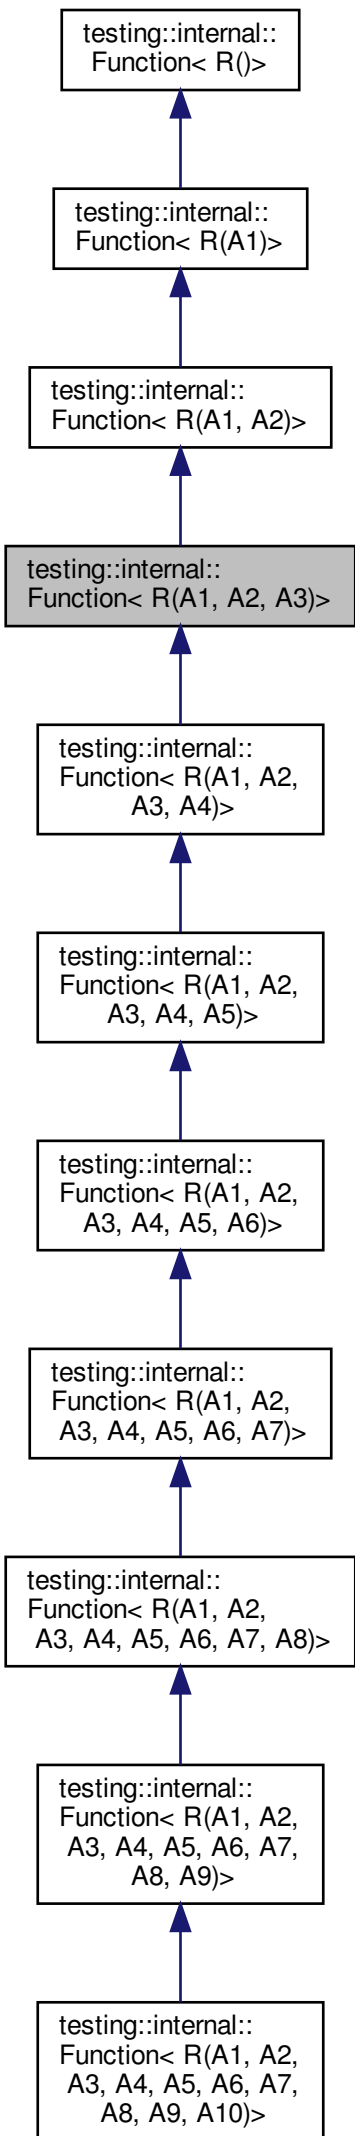 testing::internal::
Function< R()>
testing::internal::
Function< R(A1)>
testing::internal::
Function< R(A1, A2)>
testing::internal::
Function< R(A1, A2, A3)>
testing::internal::
Function< R(A1, A2,
A3, A4)>
testing::internal::
Function< R(A1, A2,
A3, A4, A5)>
testing::internal::
Function< R(A1, A2,
A3, A4, A5, A6)>
testing::internal::
Function< R(A1, A2,
A3, A4, A5, A6, A7)>
testing::internal::
Function< R(A1, A2,
A3, A4, A5, A6, A7, A8)>
testing::internal::
Function< R(A1, A2,
A3, A4, A5, A6, A7,
A8, A9)>
testing::internal::
Function< R(A1, A2,
A3, A4, A5, A6, A7,
A8, A9, A10)>